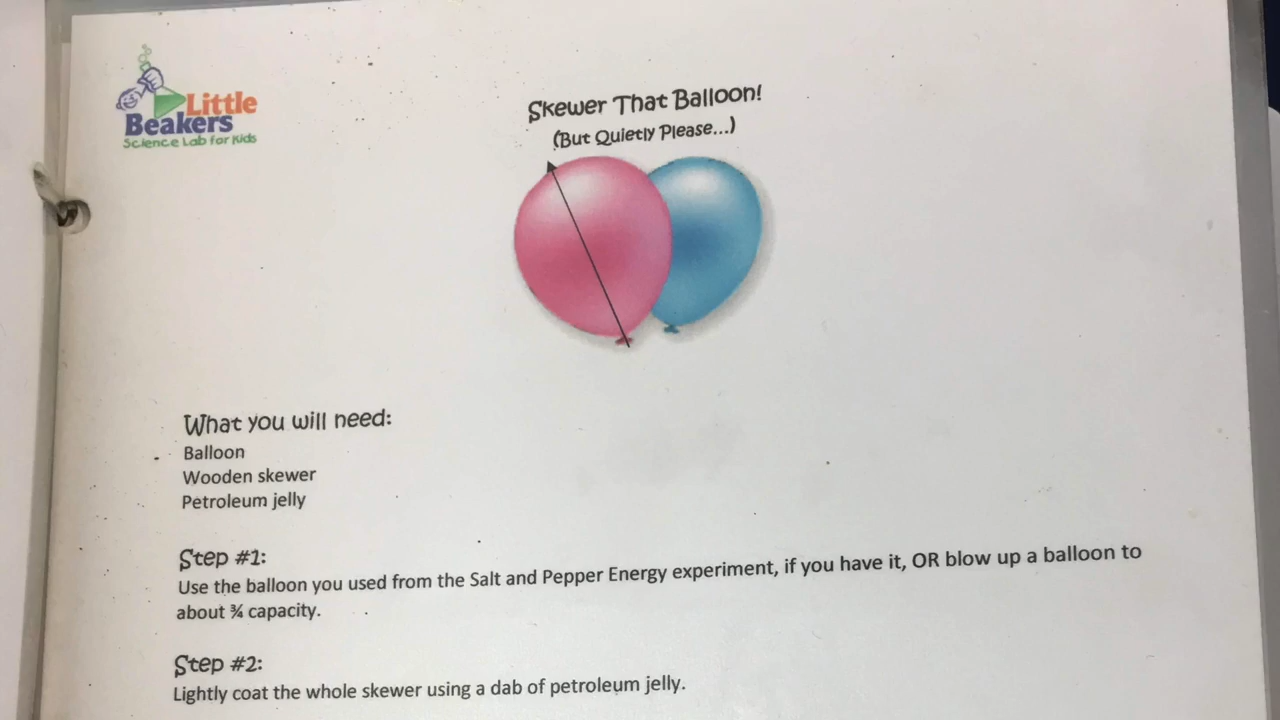 Little
Beakers
Science Lab for Kids
Skewer That Balloon!
(But Quietly Please...)
What you will need:
Balloon
Wooden skewer
Petroleum jelly
Step #1:
Use the balloon you used from the Salt and Pepper Energy experiment, if you have it, OR blow up a balloon to
about ¾ capacity.
Step #2:
Lightly coat the whole skewer using a dab of petroleum jelly.